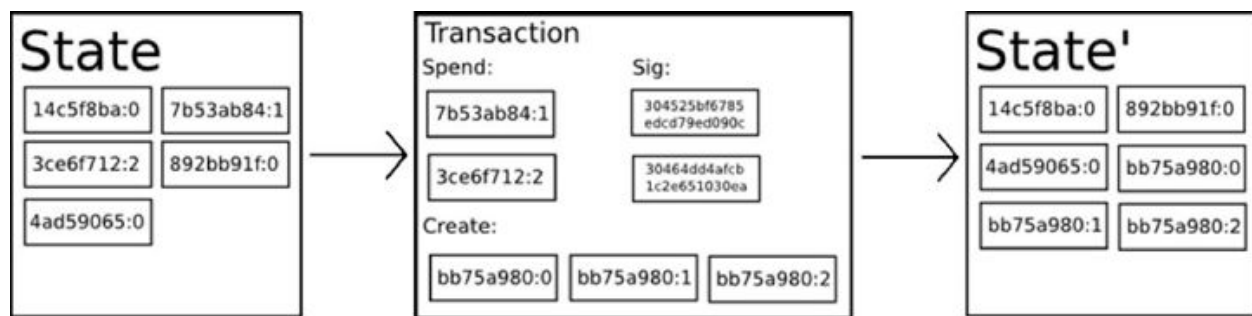 State
14c5f8ba:0 7b53ab84:1
3ce6f712:2 892bb91f:0
4ad59065:0
Transaction
Spend: Sig:
7b53ab84:1
304525bf6785
edcd79ed090c
3ce6f712:2
30464dd4afcb
1c2e651030ea
Create:
bb75a980:0 bb75a980:1 bb75a980:2
State'
14c5f8ba:0 892bb91f:0
4ad59065:0 bb75a980:0
bb75a980:1 bb75a980:2